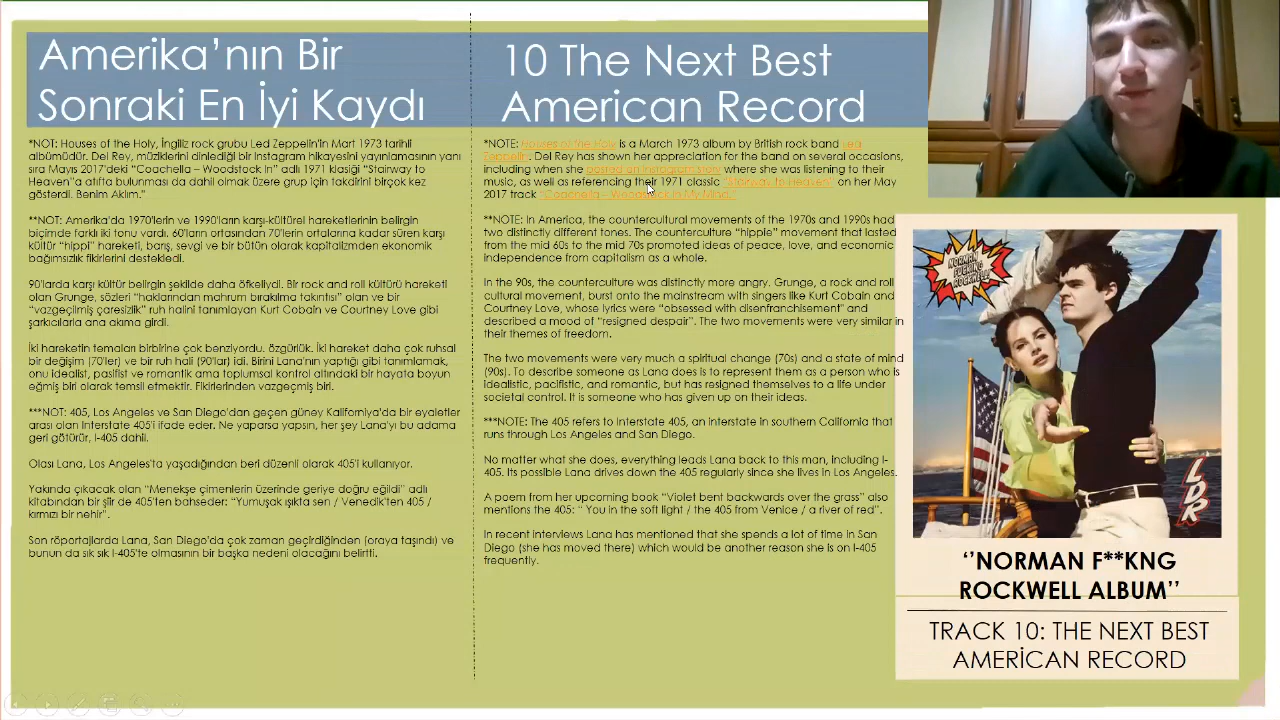 Amerika’nın Bir
Sonraki En İyi Kaydı
*NOT: Houses of the Holy, İngiliz rock grubu Led Zeppelin'in Mart 1973 tarihli
albümüdür. Del Rey, müziklerini dinlediği bir Instagram hikayesini yayınlamasının yanı
sıra Mayıs 2017'deki “Coachella – Woodstock In” adlı 1971 klasiği “Stairway to
Heaven”a atıfta bulunması da dahil olmak üzere grup için takdirini birçok kez
gösterdi. Benim Aklım.”
**NOT: Amerika'da 1970'lerin ve 1990'ların karşı-kültürel hareketlerinin belirgin
biçimde farklı iki tonu vardı. 60'ların ortasından 70'lerin ortalarına kadar süren karşı
kültür “hippi” hareketi, barış, sevgi ve bir bütün olarak kapitalizmden ekonomik
bağımsızlık fikirlerini destekledi.
90'larda karşı kültür belirgin şekilde daha öfkeliydi. Bir rock and roll kültürü hareketi
olan Grunge, sözleri “haklarından mahrum bırakılma takıntısı” olan ve bir
“vazgeçilmiş çaresizlik” ruh halini tanımlayan Kurt Cobain ve Courtney Love gibi
şarkıcılarla ana akıma girdi.
İki hareketin temaları birbirine çok benziyordu. özgürlük. İki hareket daha çok ruhsal
bir değişim (70'ler) ve bir ruh hali (90'lar) idi. Birini Lana'nın yaptığı gibi tanımlamak,
onu idealist, pasifist ve romantik ama toplumsal kontrol altındaki bir hayata boyun
eğmiş biri olarak temsil etmektir. Fikirlerinden vazgeçmiş biri.
***NOT: 405, Los Angeles ve San Diego'dan geçen güney Kaliforniya'da bir eyaletler
arası olan Interstate 405'i ifade eder. Ne yaparsa yapsın, her şey Lana'yı bu adama
geri götürür, I-405 dahil.
Olası Lana, Los Angeles'ta yaşadığından beri düzenli olarak 405'i kullanıyor.
Yakında çıkacak olan “Menekşe çimenlerin üzerinde geriye doğru eğildi” adlı
kitabından bir şiir de 405'ten bahseder: “Yumuşak ışıkta sen / Venedik'ten 405 /
kırmızı bir nehir”.
Son röportajlarda Lana, San Diego'da çok zaman geçirdiğinden (oraya taşındı) ve
bunun da sık sık I-405'te olmasının bir başka nedeni olacağını belirtti.
10 The Next Best
American Record
*NOTE: Houses of the Holy is a March 1973 album by British rock band Led
Zeppelin. Del Rey has shown her appreciation for the band on several occasions,
including when she posted an Instagram story where she was listening to their
music, as well as referencing their 1971 classic “Stairway to Heaven” on her May
2017 track “Coachella – Woodstock In My Mind.”
**NOTE: In America, the countercultural movements of the 1970s and 1990s had
two distinctly different tones. The counterculture “hippie” movement that lasted
from the mid 60s to the mid 70s promoted ideas of peace, love, and economic
independence from capitalism as a whole.
In the 90s, the counterculture was distinctly more angry. Grunge, a rock and roll
cultural movement, burst onto the mainstream with singers like Kurt Cobain and
Courtney Love, whose lyrics were “obsessed with disenfranchisement” and
described a mood of “resigned despair”. The two movements were very similar in
their themes of freedom.
The two movements were very much a spiritual change (70s) and a state of mind
(90s). To describe someone as Lana does is to represent them as a person who is
idealistic, pacifistic, and romantic, but has resigned themselves to a life under
societal control. It is someone who has given up on their ideas.
***NOTE: The 405 refers to Interstate 405, an interstate in southern California that
runs through Los Angeles and San Diego.
No matter what she does, everything leads Lana back to this man, including I-
405. Its possible Lana drives down the 405 regularly since she lives in Los Angeles.
A poem from her upcoming book “Violet bent backwards over the grass” also
mentions the 405: “ You in the soft light / the 405 from Venice / a river of red”.
In recent interviews Lana has mentioned that she spends a lot of time in San
Diego (she has moved there) which would be another reason she is on I-405
frequently.
NORMAN
FUCKING
ROCKWELL!
LDR
‘’NORMAN F**KNG
ROCKWELL ALBUM’’
TRACK 10: THE NEXT BEST
AMERİCAN RECORD